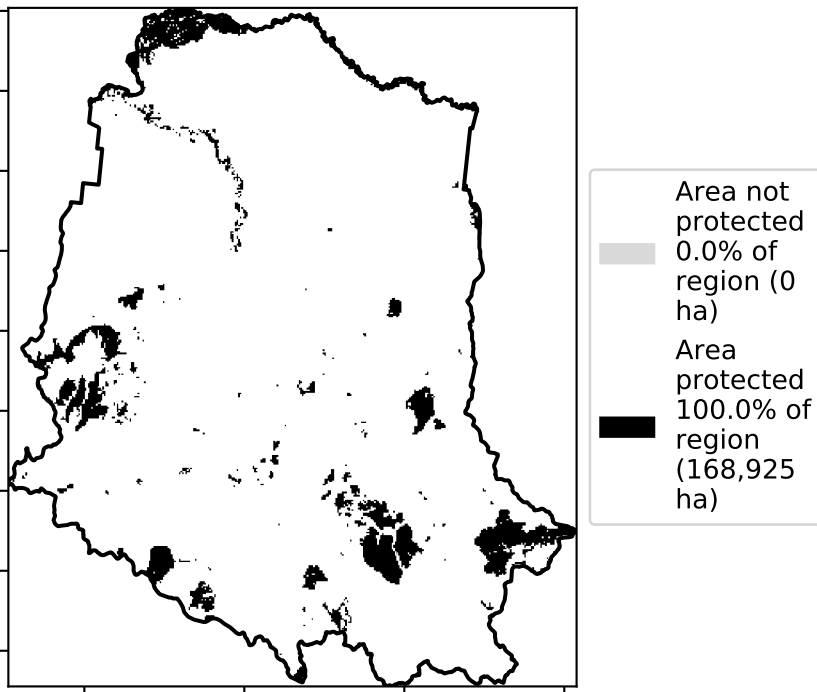 Area not
protected
0.0% of
region (0
ha)
Area
protected
100.0% of
region
(168,925
ha)